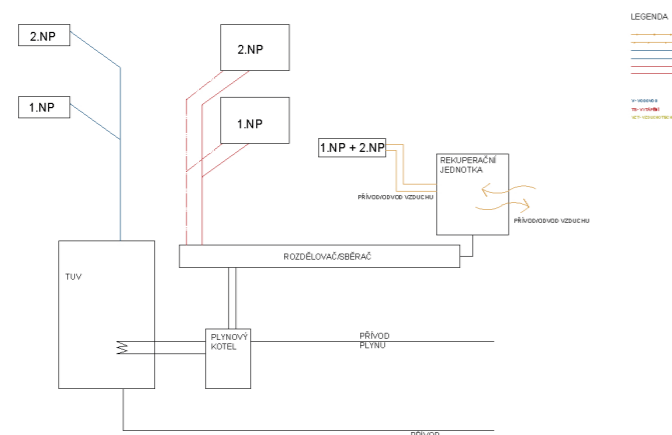 LEGENDA
2.NP
2.NP
1.NP
1.NP
1.NP + 2.NP
REKUPERAČNÍ
JEDNOTKA
PŘÍVOD/ODVOD VZDUCHU
PŘÍVOD/ODVOD VZDUCHU
ROZDĚLOVAČ/SBĚRAČ
TUV
PLYNOVÝ
KOTEL
PŘÍVOD
PLYNU
PŘÍVOD